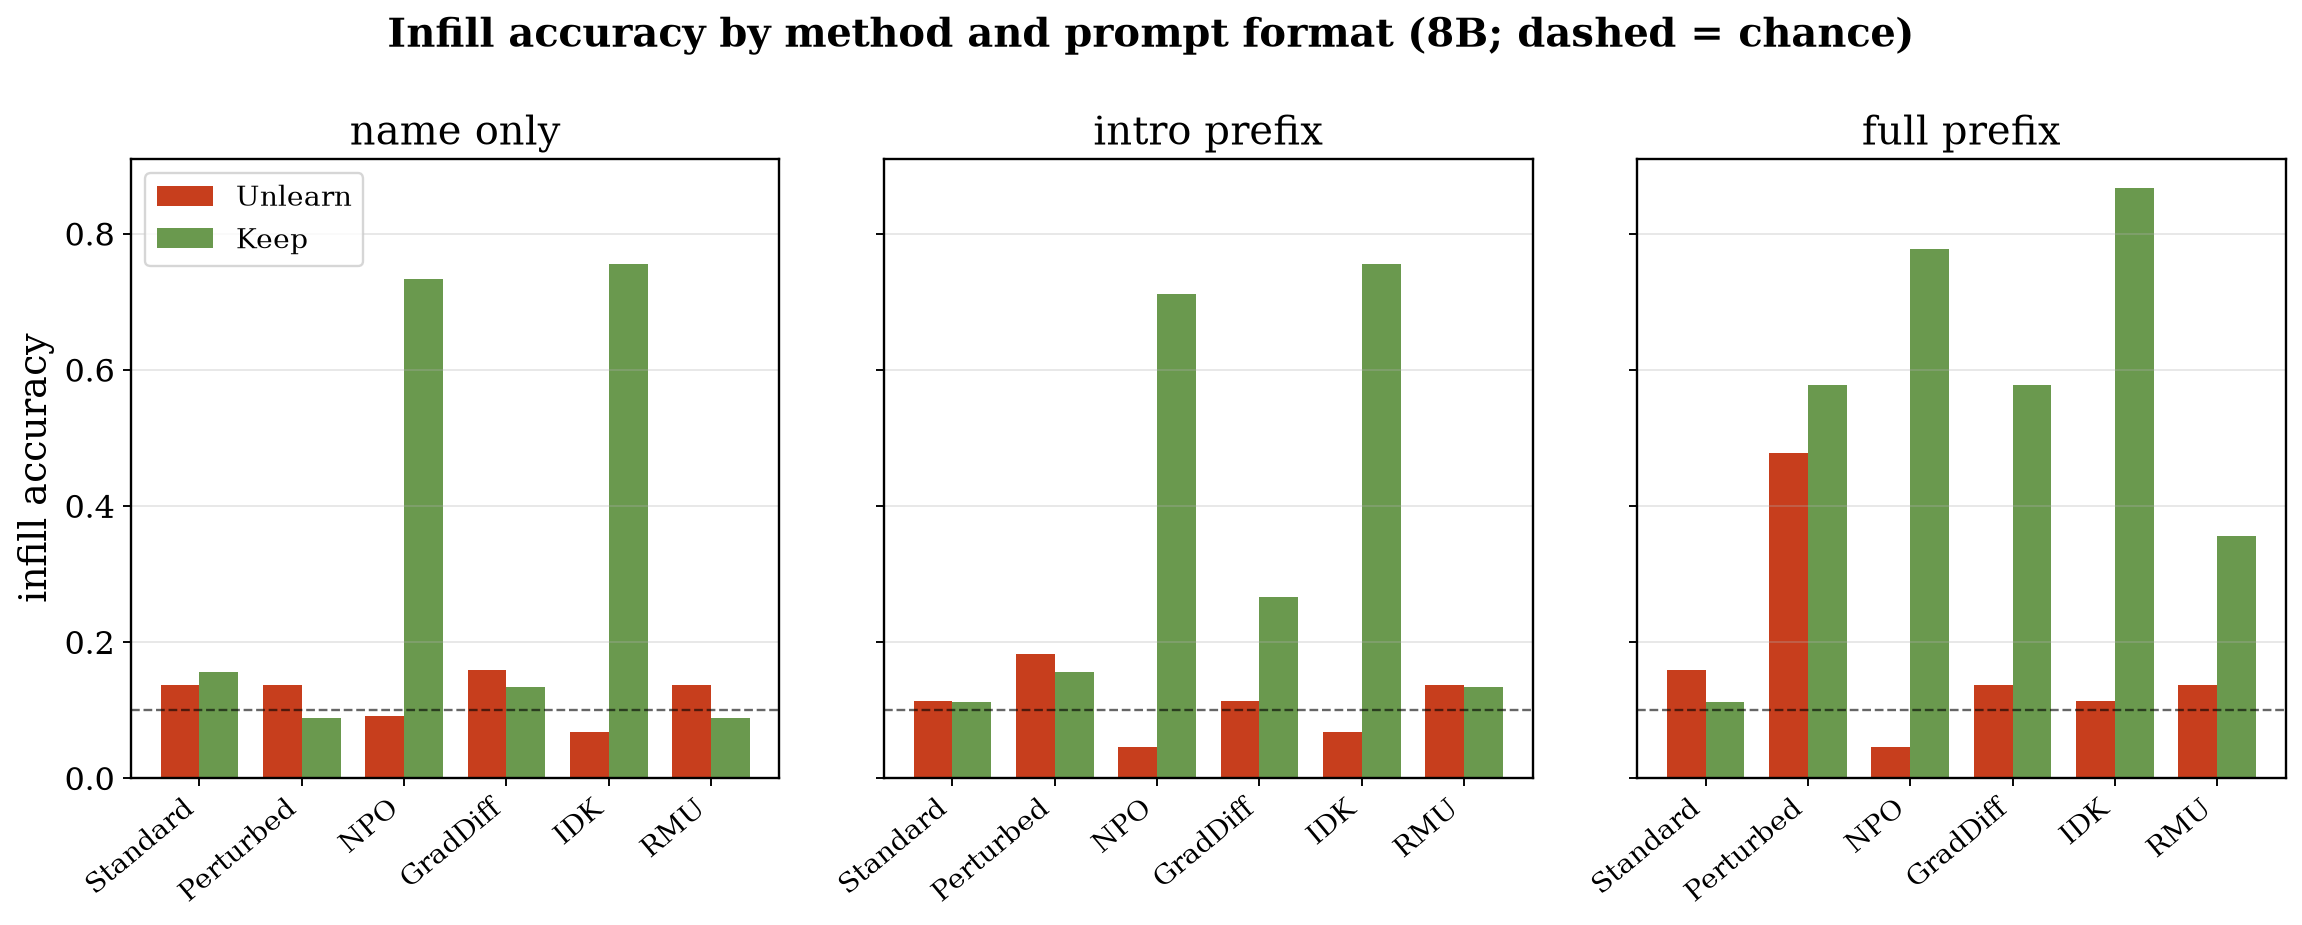 Infill accuracy by method and prompt format (8B; dashed = chance)
name only
intro prefix
full prefix
Unlearn
Keep
infill accuracy
0.8
0.6
0.4
0.2
0.0
Standard
Perturbed
NPO
GradDiff
IDK
RMU
Standard
Perturbed
NPO
GradDiff
IDK
RMU
Standard
Perturbed
NPO
GradDiff
IDK
RMU